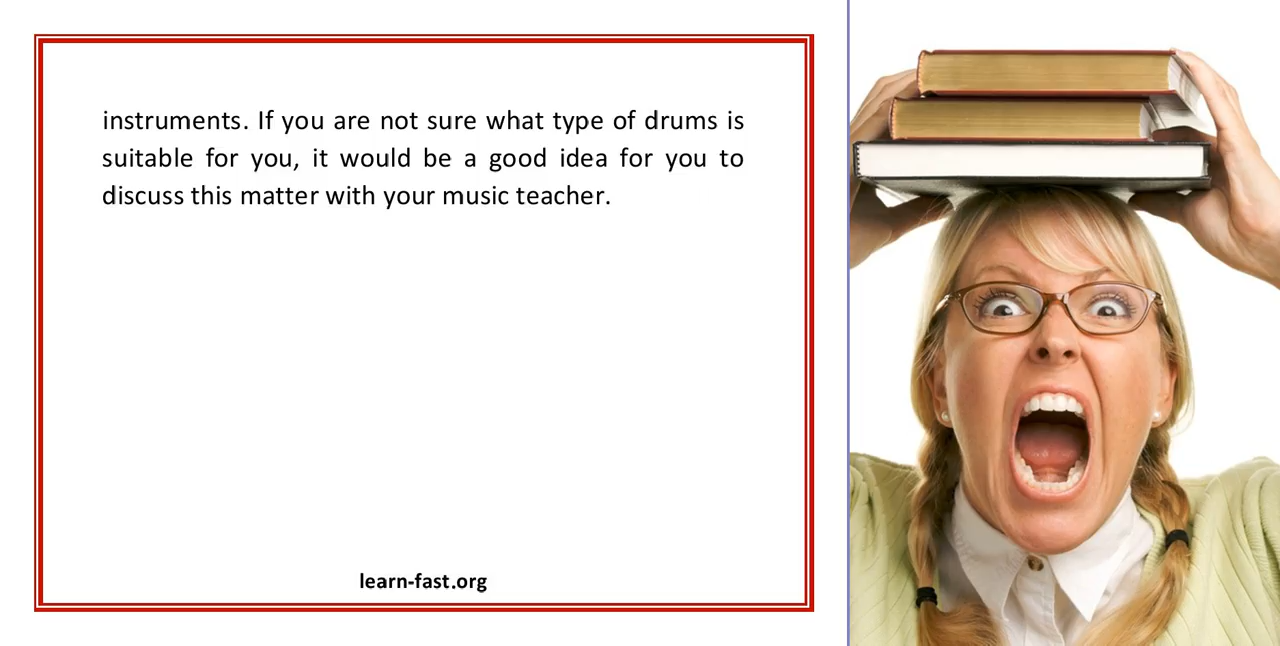 instruments. If you are not sure what type of drums is
suitable for you, it would be a good idea for you to
discuss this matter with your music teacher.
learn-fast.org